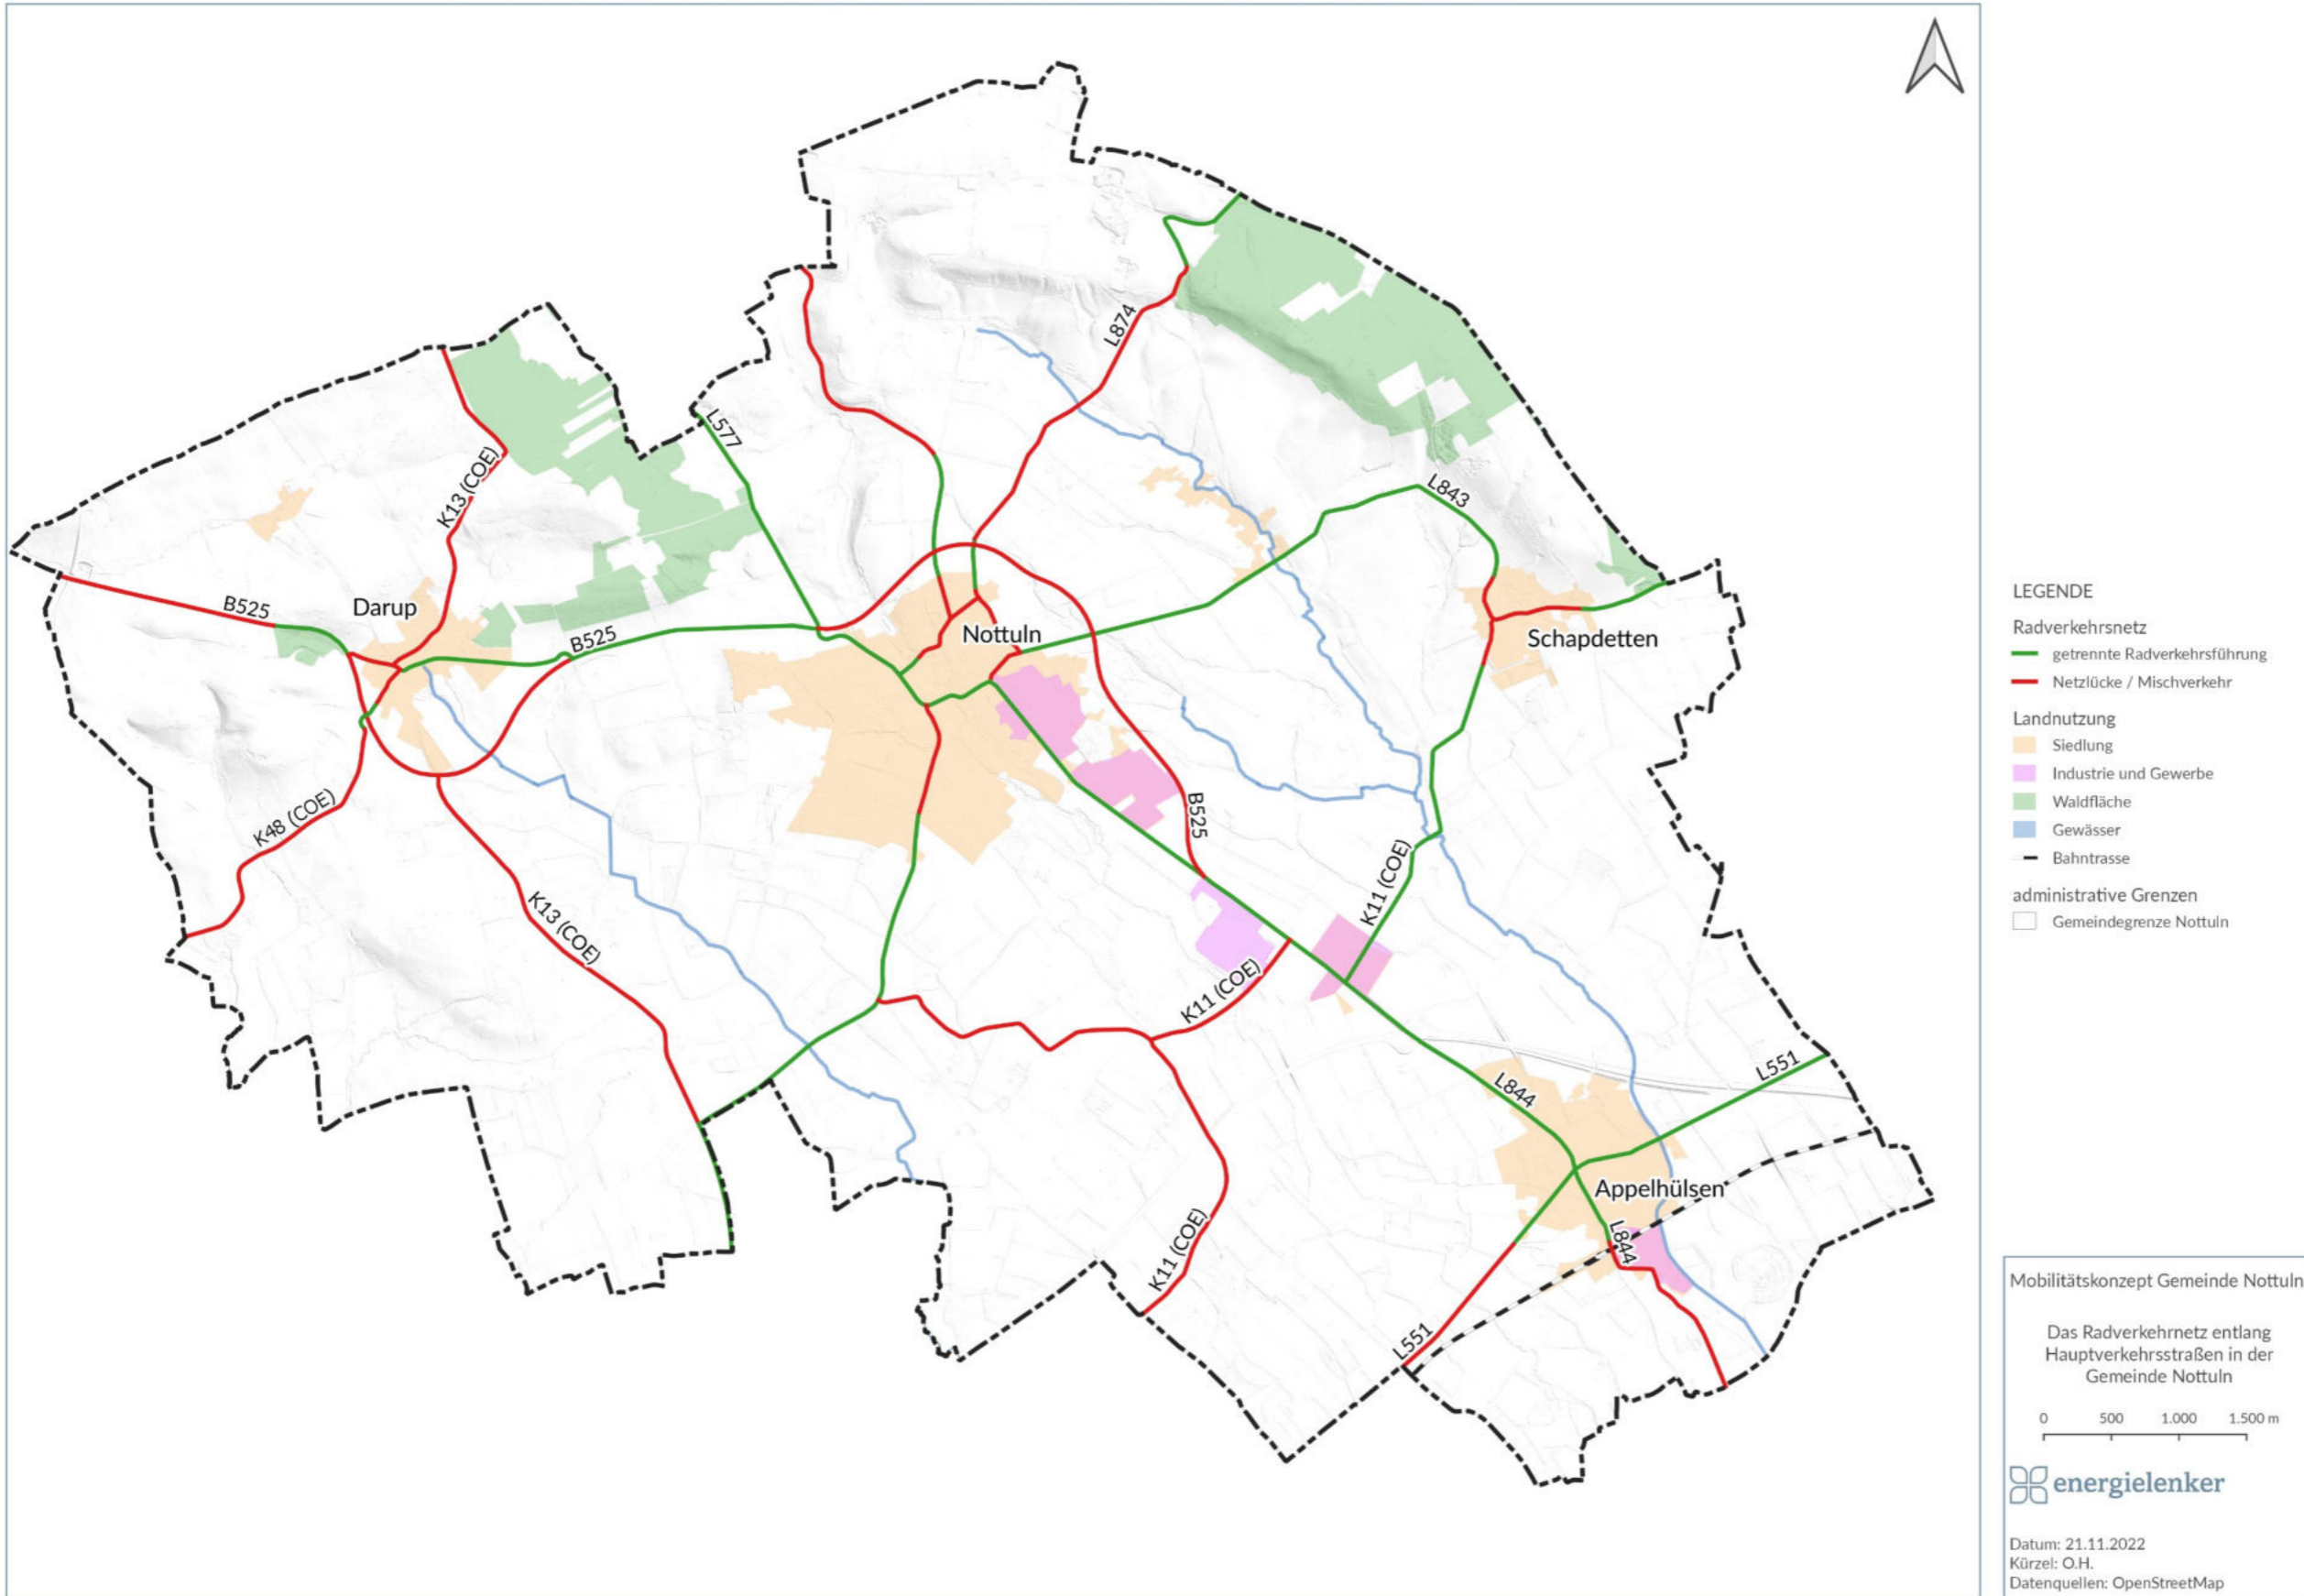 L874
L577
L843
K13 (COE)
B525
Darup
B525
Nottuln
Schapdetten
B525
K48 (COE)
K11 (COE)
K13 (COE)
K11 (COE)
L844
L551
Appelhülsen
L844
K11 (COE)
L551
LEGENDE
Radverkehrsnetz
getrennte Radverkehrsführung
Netzlücke / Mischverkehr
Landnutzung
Siedlung
Industrie und Gewerbe
Waldfläche
Gewässer
Bahntrasse
administrative Grenzen
Gemeindegrenze Nottuln
Mobilitätskonzept Gemeinde Nottuln
Das Radverkehrnetz entlang
Hauptverkehrsstraßen in der
Gemeinde Nottuln
0 500 1.000 1.500 m
energielenker
Datum: 21.11.2022
Kürzel: O.H.
Datenquellen: OpenStreetMap